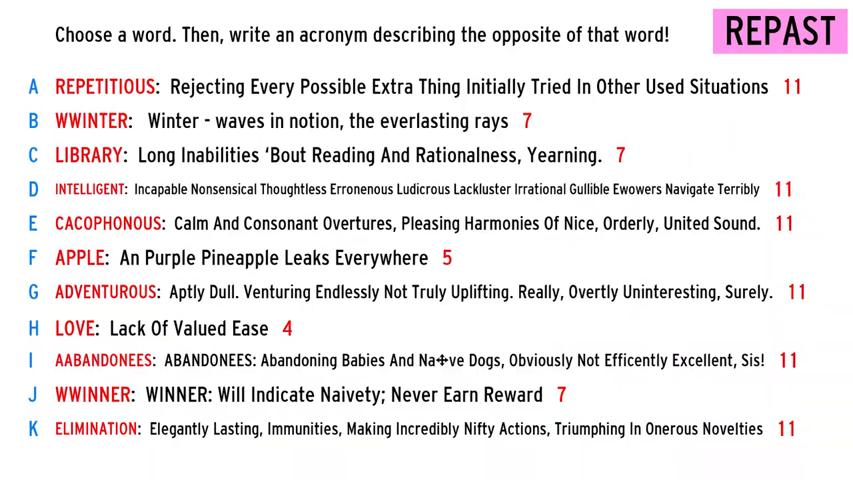 Choose a word. Then, write an acronym describing the opposite of that word!
REPAST
A REPETITIOUS: Rejecting Every Possible Extra Thing Initially Tried In Other Used Situations 11
B WWINTER: Winter - waves in notion, the everlasting rays 7
C LIBRARY: Long Inabilities ‘Bout Reading And Rationalness, Yearning. 7
D INTELLIGENT: Incapable Nonsensical Thoughtless Erronenous Ludicrous Lackluster Irrational Gullible Ewowers Navigate Terribly 11
E CACOPHONOUS: Calm And Consonant Overtures, Pleasing Harmonies Of Nice, Orderly, United Sound. 11
F APPLE: An Purple Pineapple Leaks Everywhere 5
G ADVENTUROUS: Aptly Dull. Venturing Endlessly Not Truly Uplifting. Really, Overtly Uninteresting, Surely. 11
H LOVE: Lack Of Valued Ease 4
I AABANDONEES: ABANDONEES: Abandoning Babies And Na✢ve Dogs, Obviously Not Efficently Excellent, Sis! 11
J WWINNER: WINNER: Will Indicate Naivety; Never Earn Reward 7
K ELIMINATION: Elegantly Lasting, Immunities, Making Incredibly Nifty Actions, Triumphing In Onerous Novelties 11